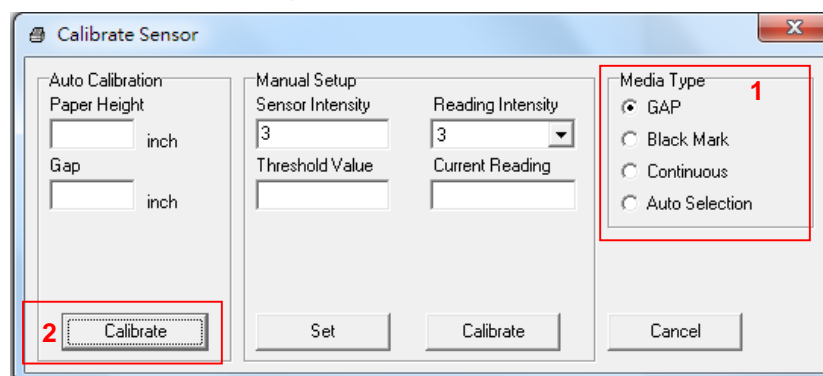 Calibrate Sensor
Auto Calibration
Paper Height
inch
Gap
inch
2
Calibrate
Manual Setup
Sensor Intensity
Reading Intensity
3
3
Threshold Value
Current Reading
Set
Calibrate
Media Type
1
GAP
Black Mark
Continuous
Auto Selection
Cancel